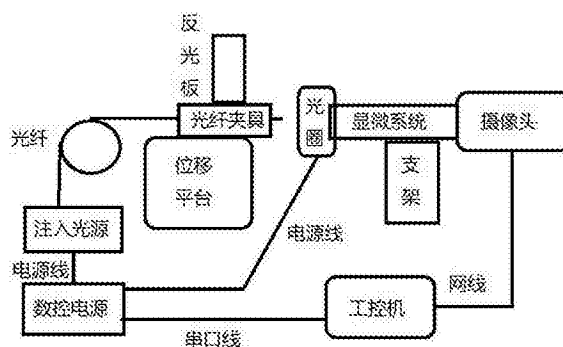 反光板
光纤
光纤夹具
光圈
显微系统
摄像头
位移
平台
支架
注入光源
电源线
电源线
数控电源
工控机
网线
串口线